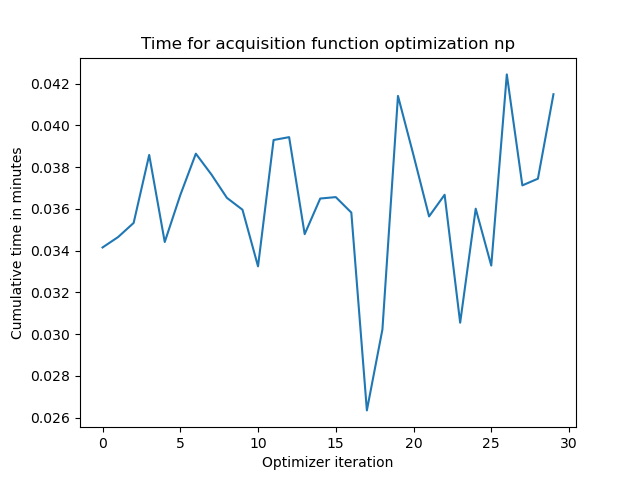 Time for acquisition function optimization np
Cumulative time in minutes
0.042
0.040
0.038
0.036
0.034
0.032
0.030
0.028
0.026
0 5 10 15 20 25 30
Optimizer iteration